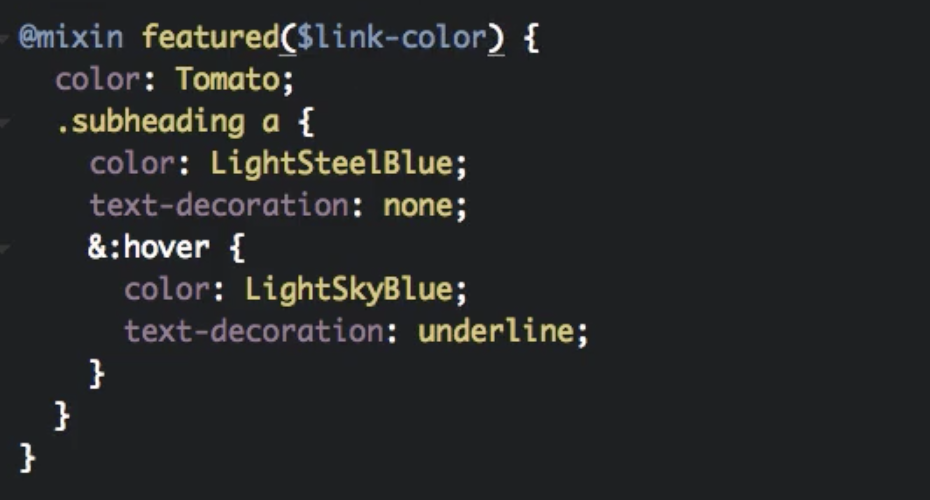 @mixin featured($link-color) {
  color: Tomato;
  .subheading a {
    color: LightSteelBlue;
    text-decoration: none;
    &:hover {
      color: LightSkyBlue;
      text-decoration: underline;
    }
  }
}